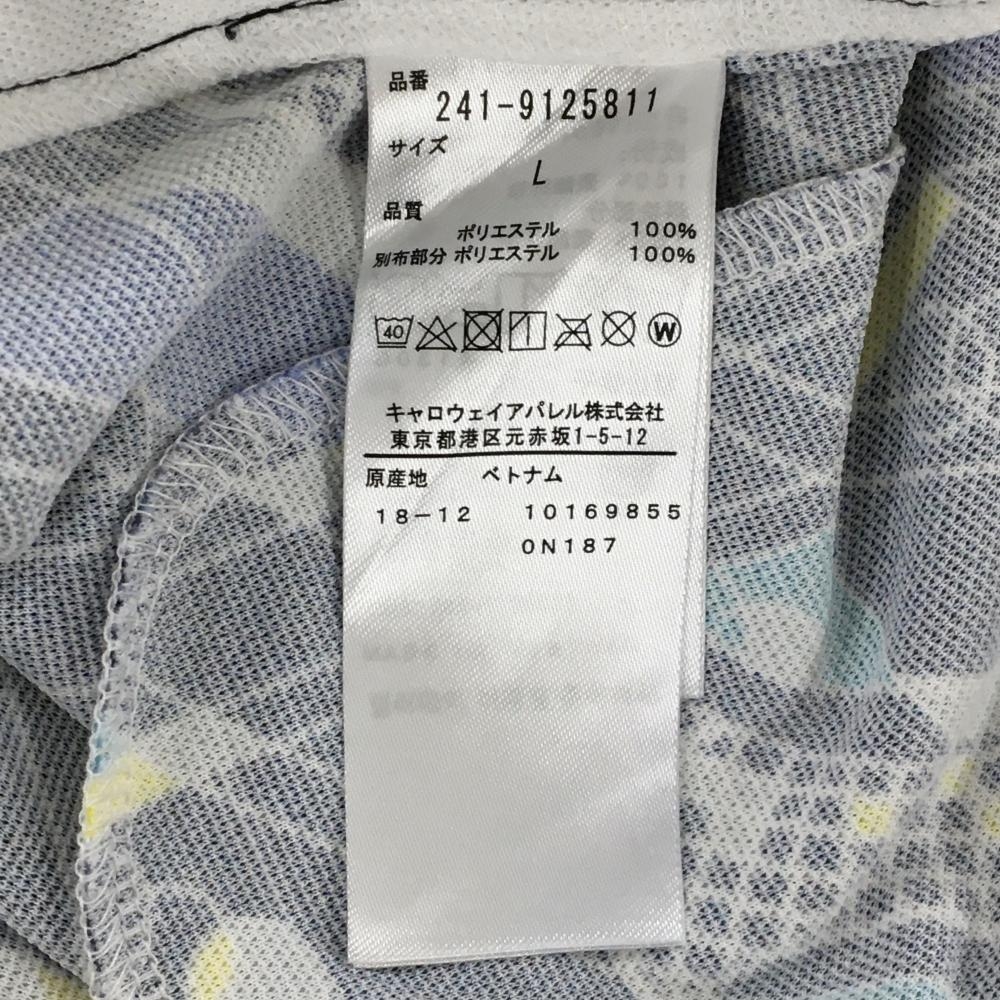 品番
241-9125811
サイズ
L
品質
ポリエステル 100%
別布部分 ポリエステル 100%
40 W
キャロウェイアパレル株式会社
東京都港区元赤坂1-5-12
原産地 ベトナム
18-12 10169855
0N187